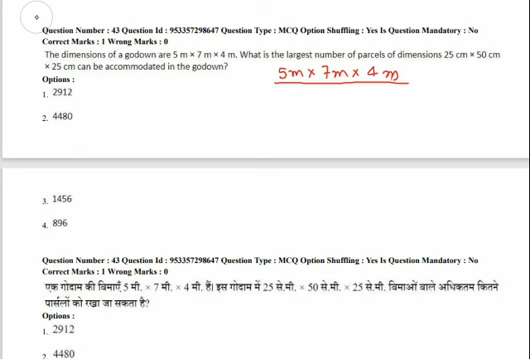 Question Number : 43 Question Id : 953357298647 Question Type : MCQ Option Shuffling : Yes Is Question Mandatory : No
Correct Marks : 1 Wrong Marks : 0
The dimensions of a godown are 5 m × 7 m × 4 m. What is the largest number of parcels of dimensions 25 cm × 50 cm
× 25 cm can be accommodated in the godown?
5m x 7m x 4 m
Options :
1. 2912
2. 4480
3. 1456
4. 896
Question Number : 43 Question Id : 953357298647 Question Type : MCQ Option Shuffling : Yes Is Question Mandatory : No
Correct Marks : 1 Wrong Marks : 0
एक गोदाम की विमाएँ 5 मी. × 7 मी. × 4 मी. हैं। इस गोदाम में 25 से.मी. × 50 से.मी. × 25 से.मी. विमाओं वाले अधिकतम कितने
पार्सलों को रखा जा सकता है?
Options :
1. 2912
2. 4480